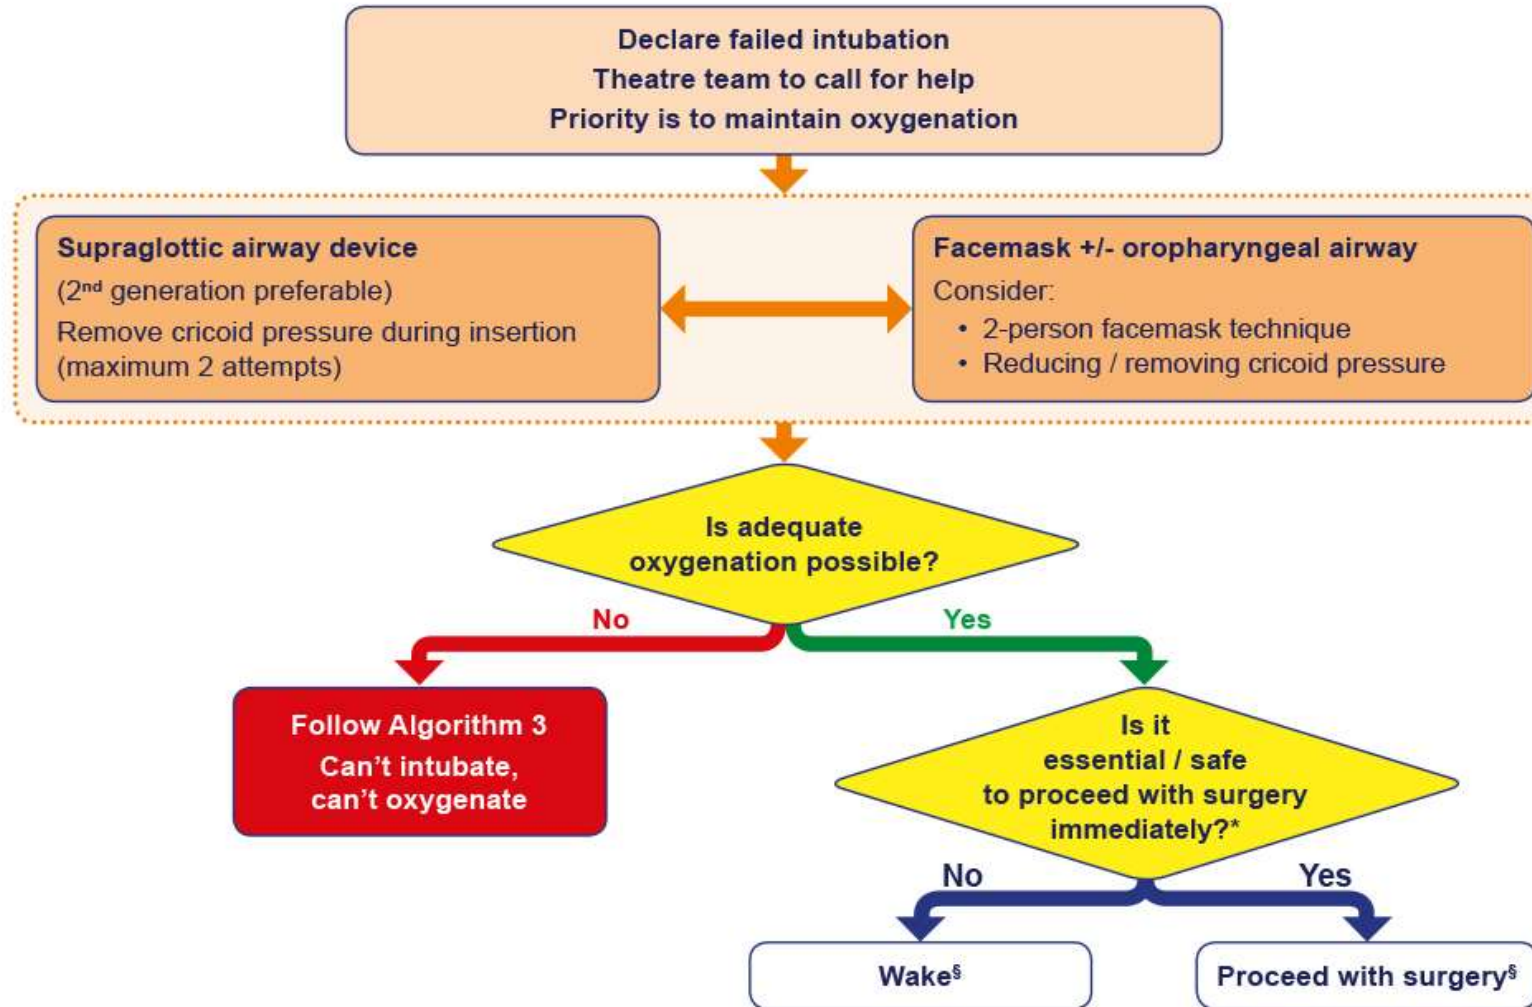 Declare failed intubation
Theatre team to call for help
Priority is to maintain oxygenation
Supraglottic airway device
(2nd generation preferable)
Remove cricoid pressure during insertion
(maximum 2 attempts)
Facemask +/- oropharyngeal airway
Consider:
• 2-person facemask technique
• Reducing / removing cricoid pressure
Is adequate
oxygenation possible?
No
Yes
Follow Algorithm 3
Can’t intubate,
can’t oxygenate
Is it
essential / safe
to proceed with surgery
immediately?*
No
Yes
Wake§
Proceed with surgery§